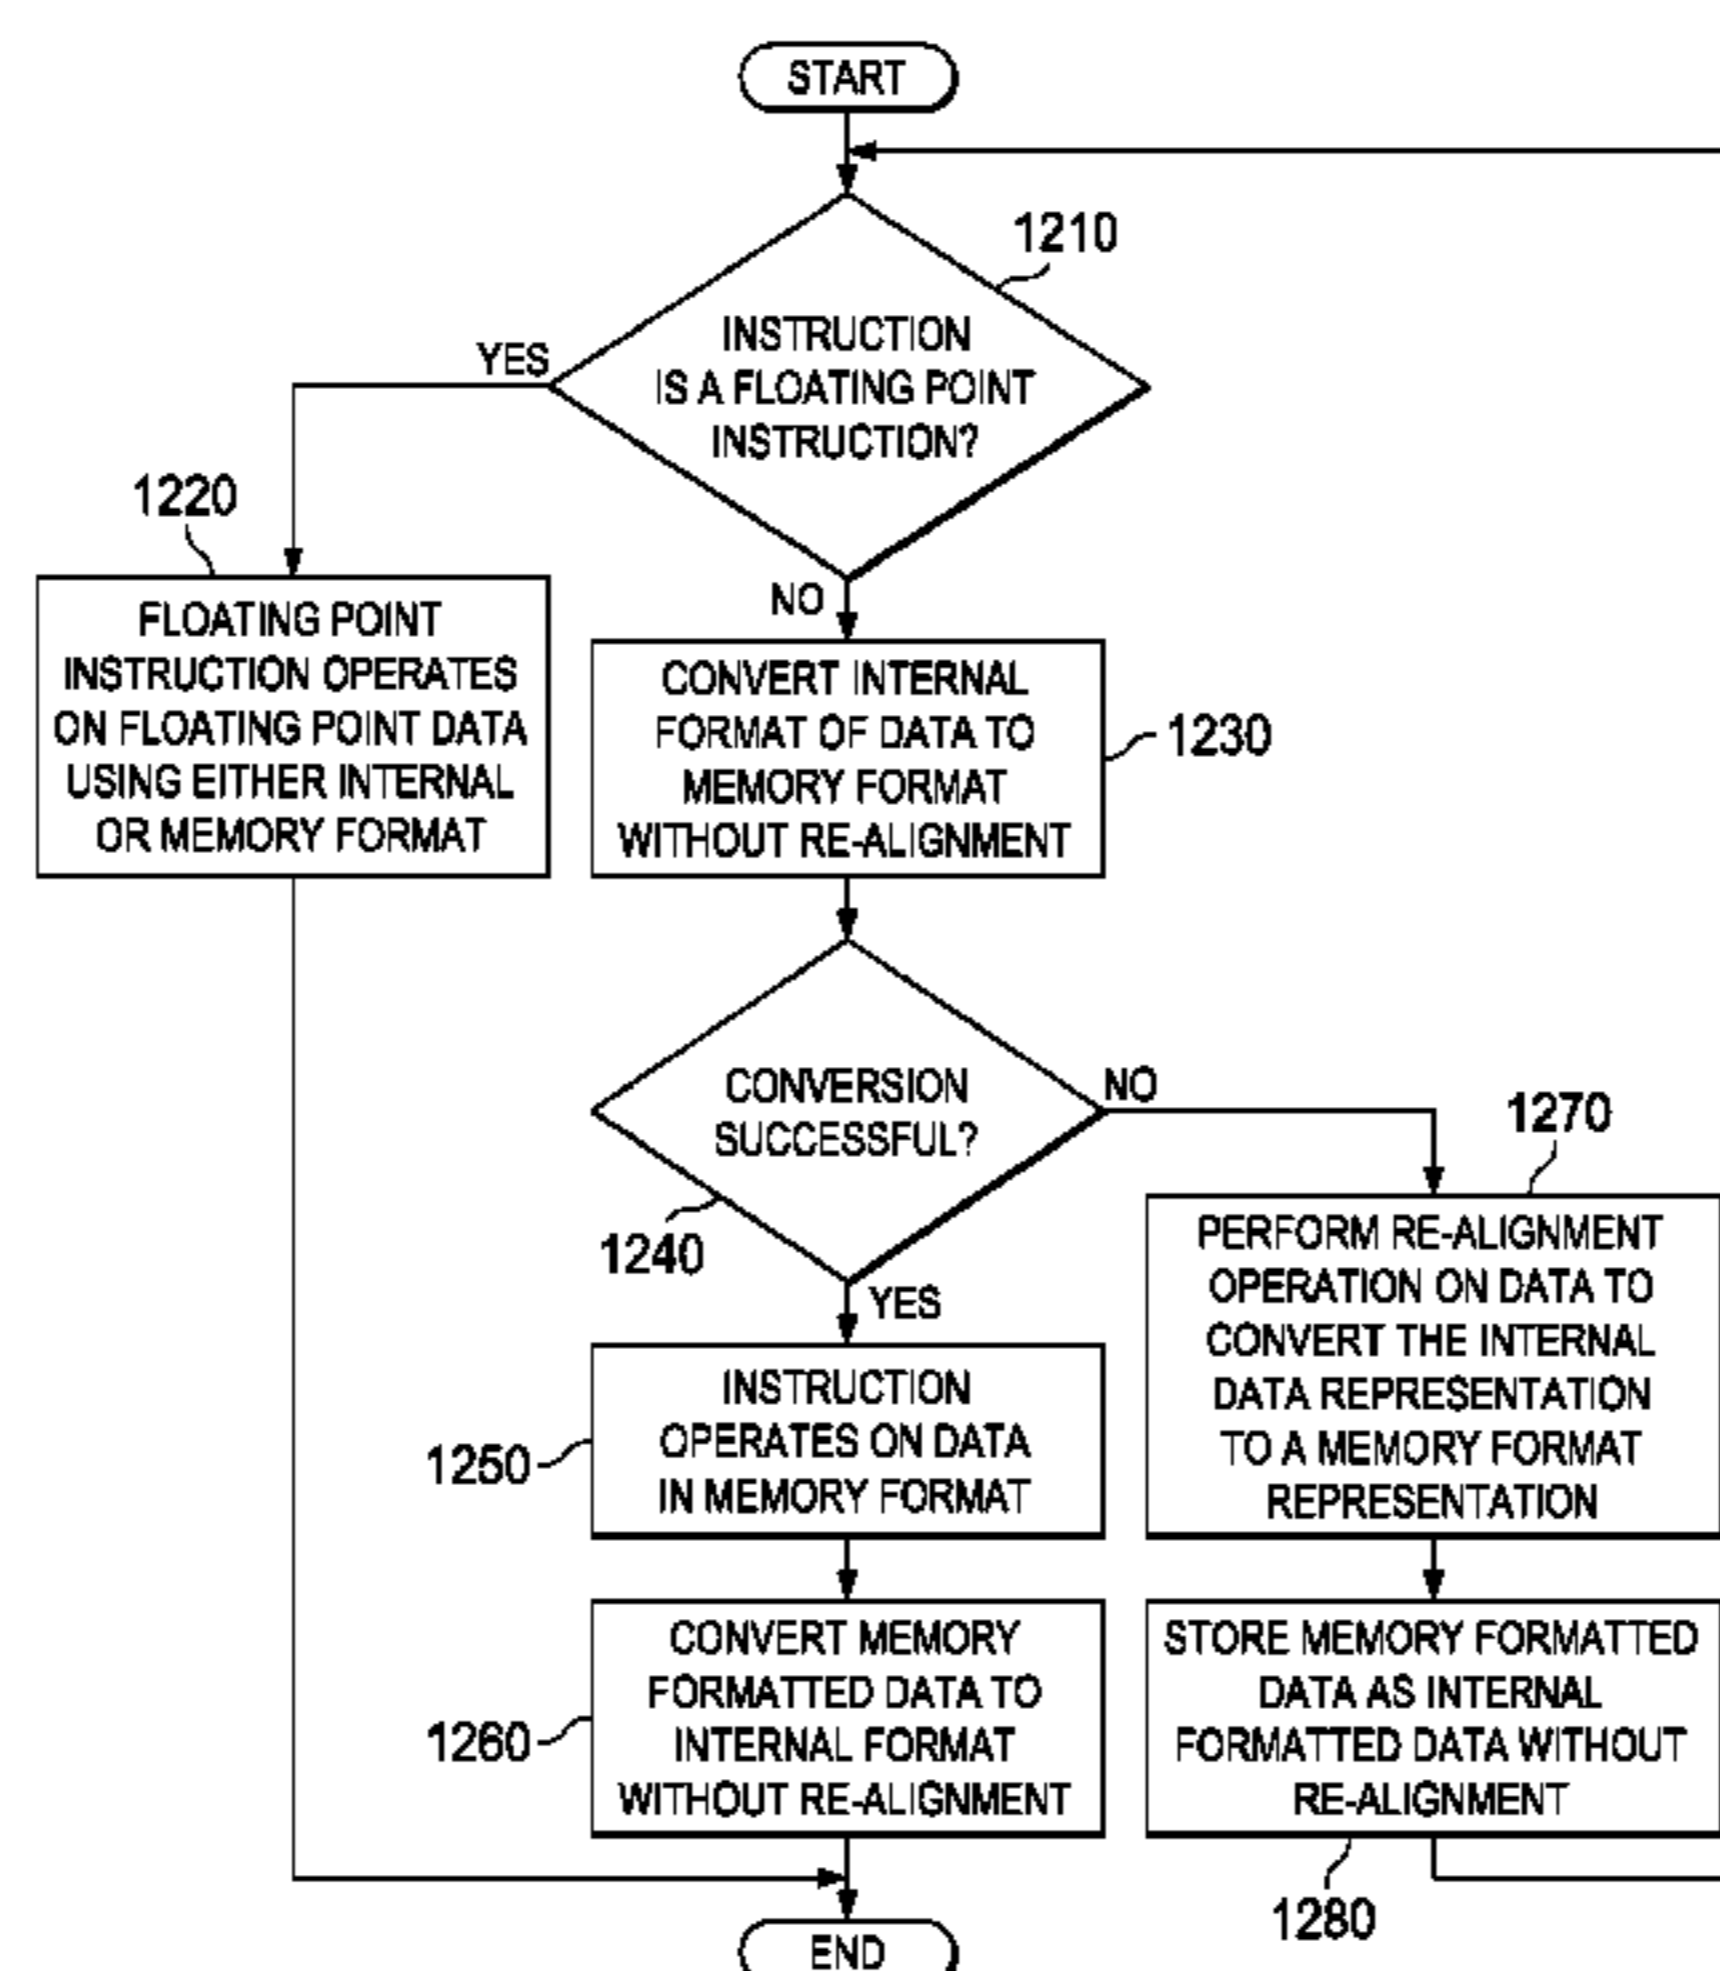 START
1210
INSTRUCTION
IS A FLOATING POINT
INSTRUCTION?
YES
NO
1220
FLOATING POINT
INSTRUCTION OPERATES
ON FLOATING POINT DATA
USING EITHER INTERNAL
OR MEMORY FORMAT
CONVERT INTERNAL
FORMAT OF DATA TO
MEMORY FORMAT
WITHOUT RE-ALIGNMENT
1230
CONVERSION
SUCCESSFUL?
NO
1240
YES
1270
PERFORM RE-ALIGNMENT
OPERATION ON DATA TO
CONVERT THE INTERNAL
DATA REPRESENTATION
TO A MEMORY FORMAT
REPRESENTATION
INSTRUCTION
OPERATES ON DATA
IN MEMORY FORMAT
1250
CONVERT MEMORY
FORMATTED DATA TO
INTERNAL FORMAT
WITHOUT RE-ALIGNMENT
1260
STORE MEMORY FORMATTED
DATA AS INTERNAL
FORMATTED DATA WITHOUT
RE-ALIGNMENT
1280
END